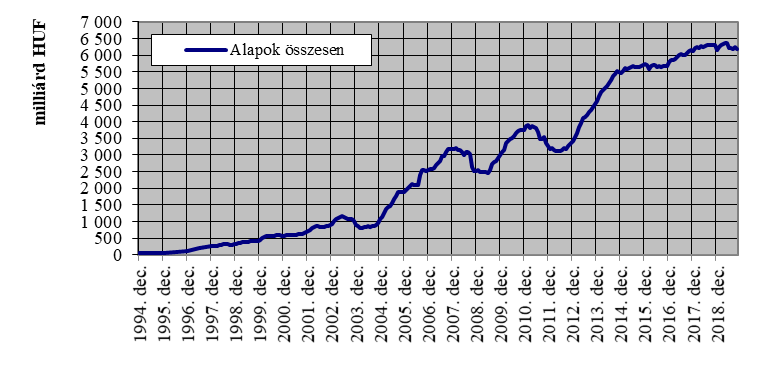 milliárd HUF
7 000
6 500
6 000
5 500
5 000
4 500
4 000
3 500
3 000
2 500
2 000
1 500
1 000
500
0
Alapok összesen
1994. dec.
1995. dec.
1996. dec.
1997. dec.
1998. dec.
1999. dec.
2000. dec.
2001. dec.
2002. dec.
2003. dec.
2004. dec.
2005. dec.
2006. dec.
2007. dec.
2008. dec.
2009. dec.
2010. dec.
2011. dec.
2012. dec.
2013. dec.
2014. dec.
2015. dec.
2016. dec.
2017. dec.
2018. dec.